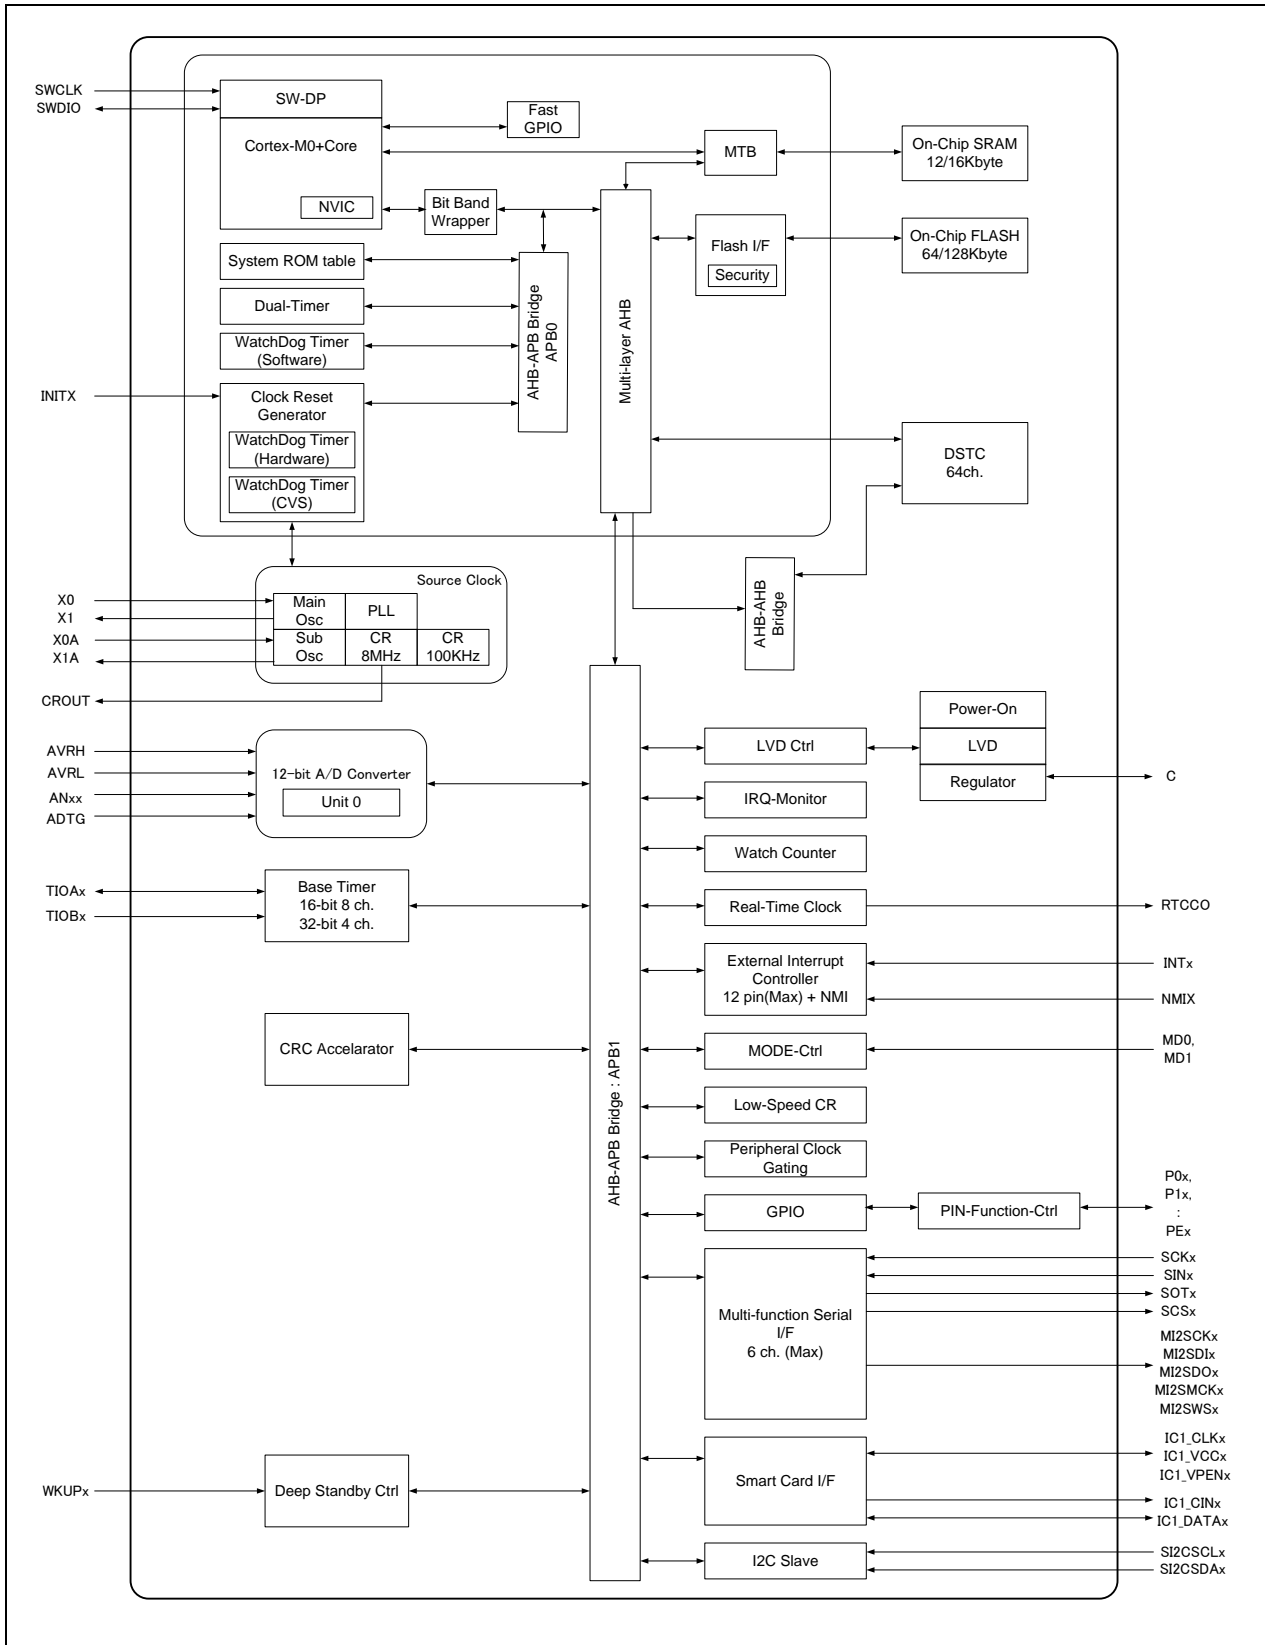 SWCLK
SWDIO
SW-DP
Cortex-M0+Core
NVIC
Fast
GPIO
MTB
On-Chip SRAM
12/16Kbyte
Bit Band
Wrapper
Flash I/F
Security
On-Chip FLASH
64/128Kbyte
System ROM table
Dual-Timer
WatchDog Timer
(Software)
AHB-APB Bridge
APB0
Multi-layer AHB
INITX
Clock Reset
Generator
WatchDog Timer
(Hardware)
WatchDog Timer
(CVS)
DSTC
64ch.
AHB-AHB
Bridge
Source Clock
X0
X1
X0A
X1A
Main
Osc
PLL
Sub
Osc
CR
8MHz
CR
100KHz
CROUT
AVRH
AVRL
ANxx
ADTG
12-bit A/D Converter
Unit 0
TIOAx
TIOBx
Base Timer
16-bit 8 ch.
32-bit 4 ch.
CRC Accelarator
WKUPx
Deep Standby Ctrl
AHB-APB Bridge : APB1
LVD Ctrl
Power-On
LVD
Regulator
C
IRQ-Monitor
Watch Counter
Real-Time Clock
RTCCO
External Interrupt
Controller
12 pin(Max) + NMI
INTx
NMIX
MODE-Ctrl
MD0,
MD1
Low-Speed CR
Peripheral Clock
Gating
GPIO
PIN-Function-Ctrl
P0x,
P1x,
:
PEx
Multi-function Serial
I/F
6 ch. (Max)
SCKx
SINx
SOTx
SCSx
MI2SCKx
MI2SDIx
MI2SDOx
MI2SMCKx
MI2SWSx
Smart Card I/F
IC1_CLKx
IC1_VCCx
IC1_VPENx
IC1_CINx
IC1_DATAx
I2C Slave
SI2CSCLx
SI2CSDAx